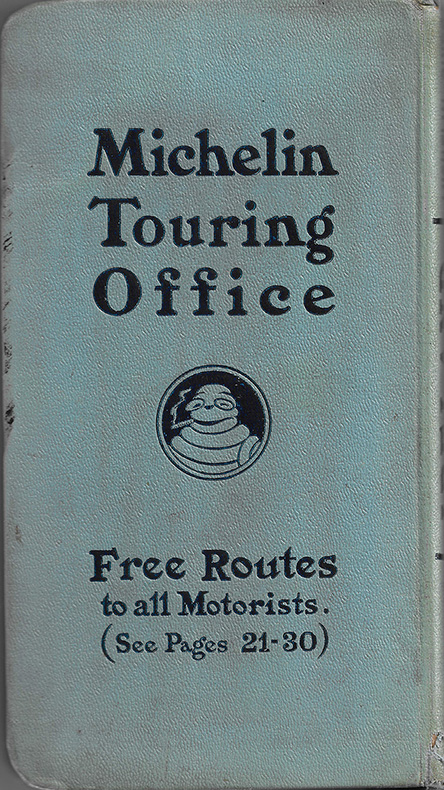 Michelin
Touring
Office
Free Routes
to all Motorists.
(See Pages 21-30)